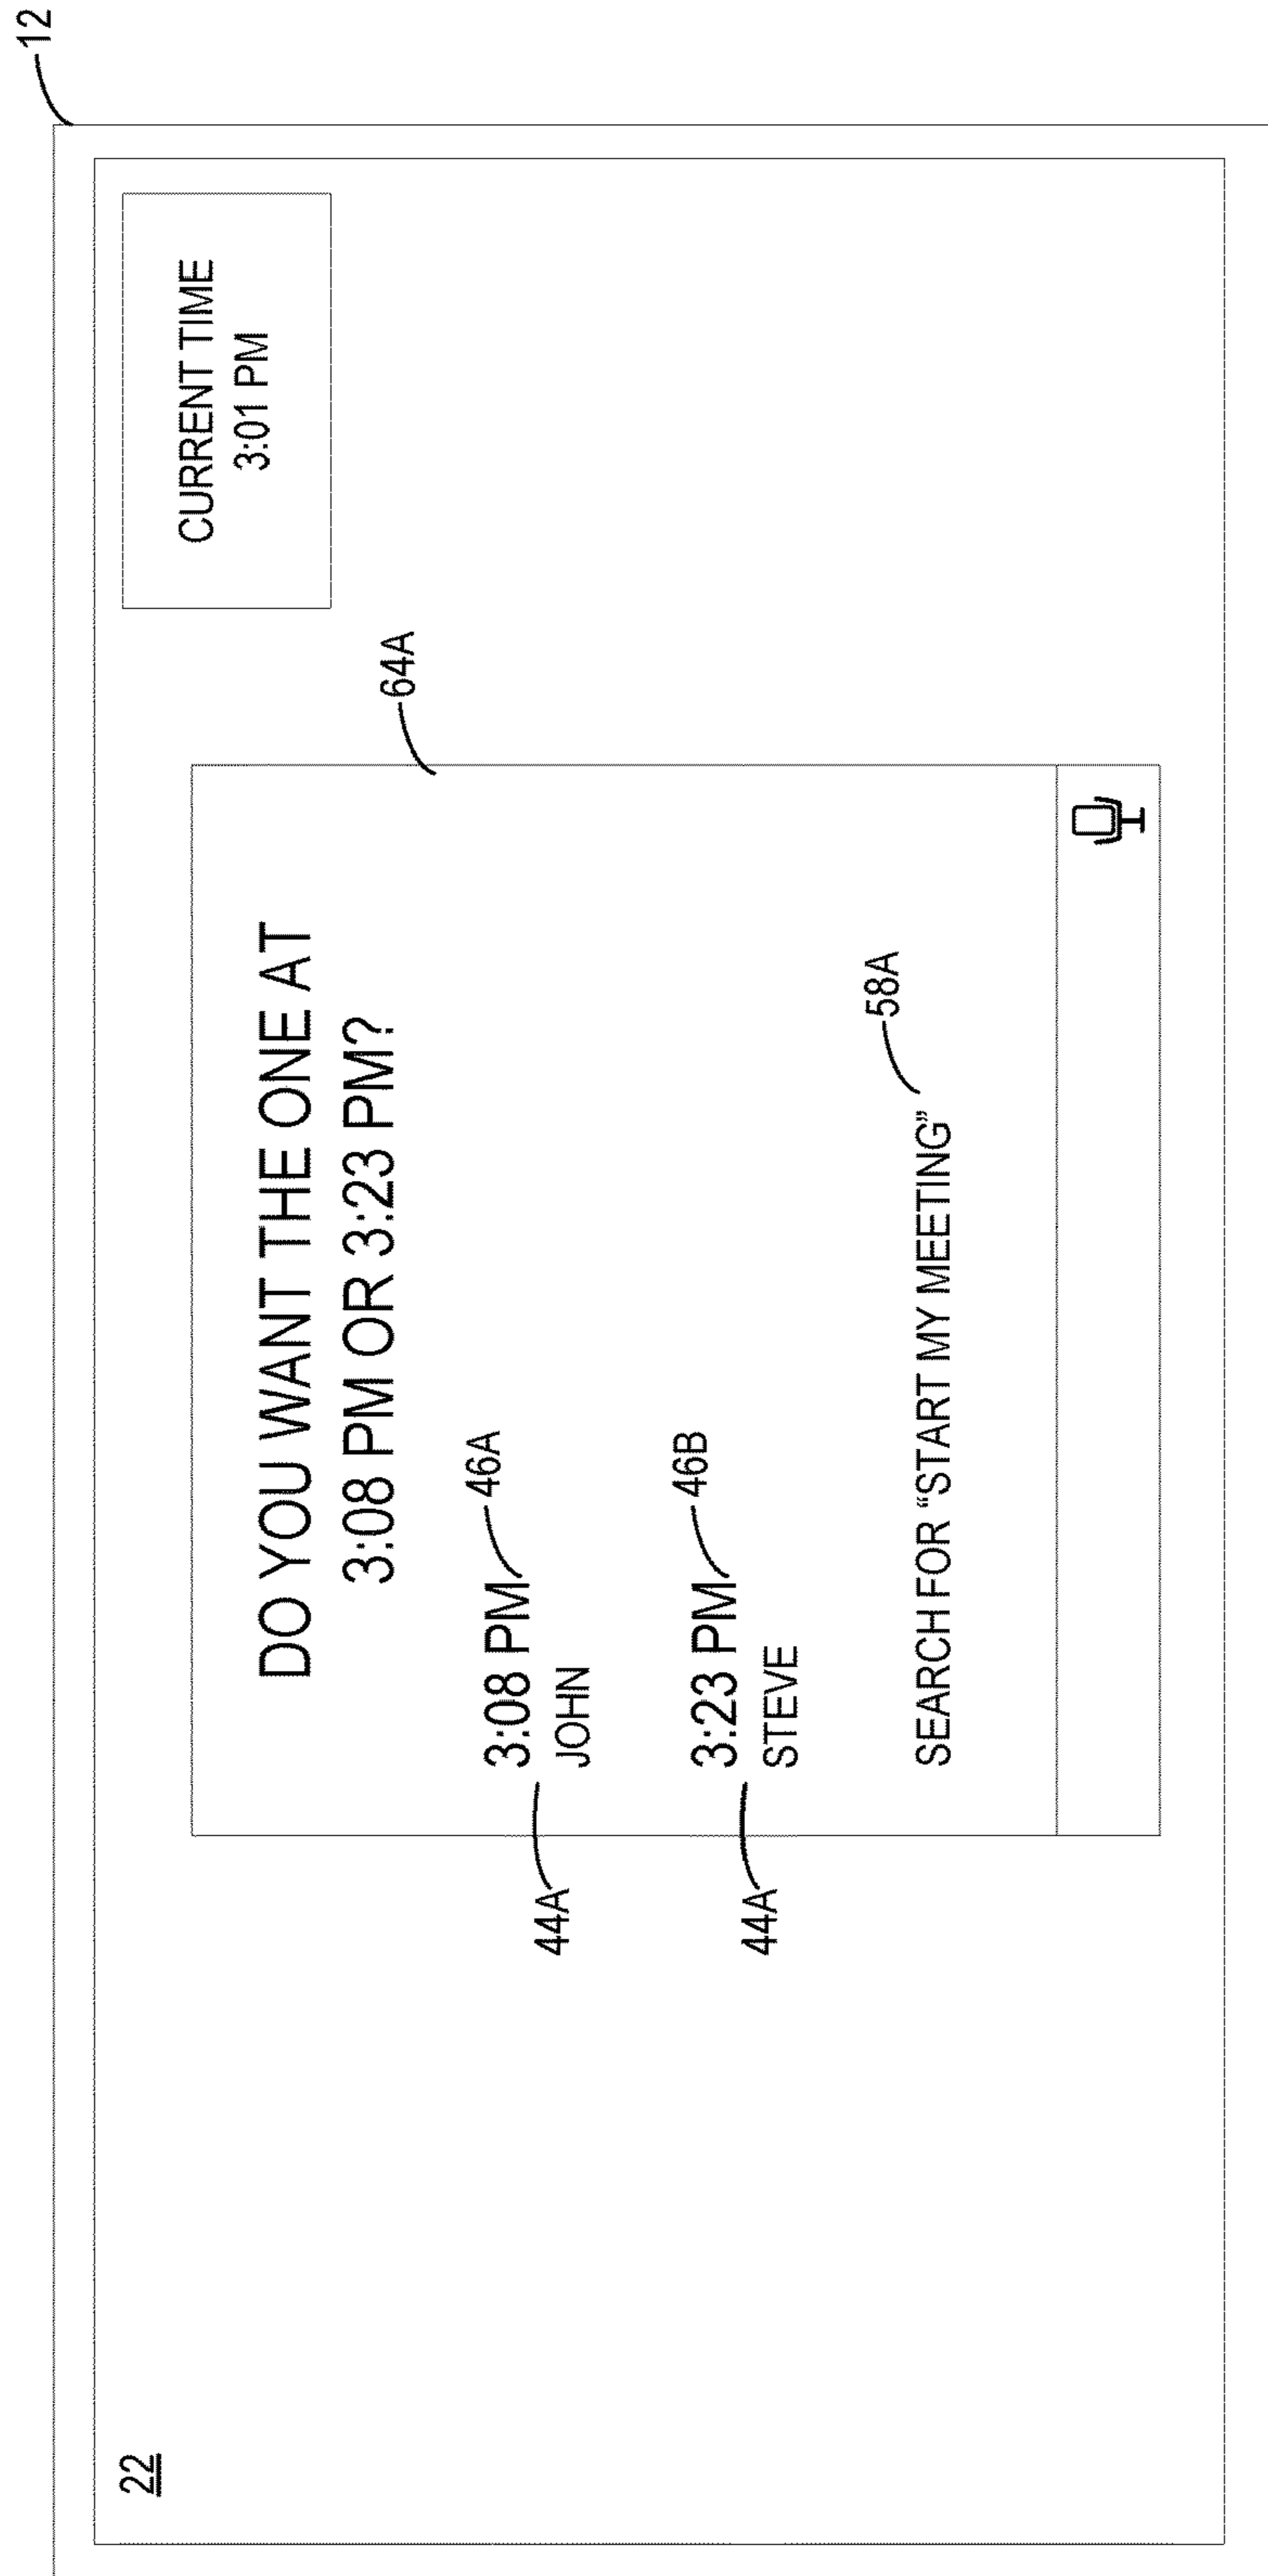 12
22
CURRENT TIME
3:01 PM
64A
DO YOU WANT THE ONE AT
3:08 PM OR 3:23 PM?
46A
44A
3:08 PM
JOHN
46B
44A
3:23 PM
STEVE
58A
SEARCH FOR “START MY MEETING”